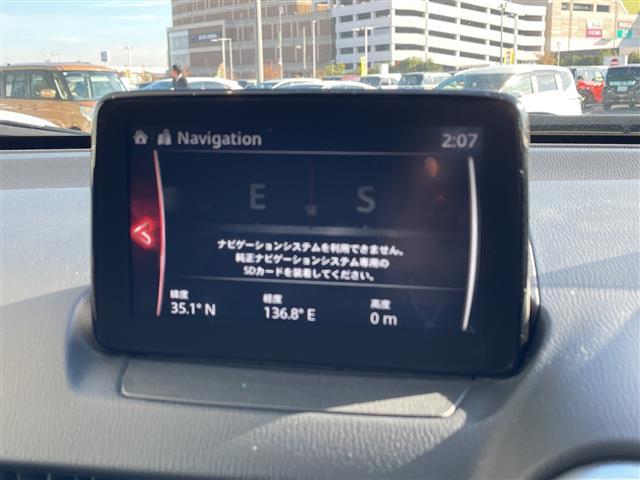 Navigation 2:07
E S
SE
ナビゲーションシステムを利用できません。
純正ナビゲーションシステム専用の
SDカードを装着してください。
緯度 経度 高度
35.1° N 136.8° E 0 m